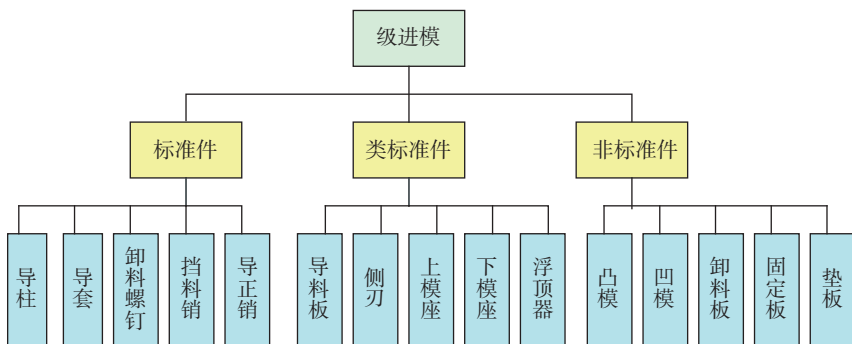 级进模
标准件
类标准件
非标准件
导柱
导套
卸料螺钉
挡料销
导正销
导料板
侧刃
上模座
下模座
浮顶器
凸模
凹模
卸料板
固定板
垫板